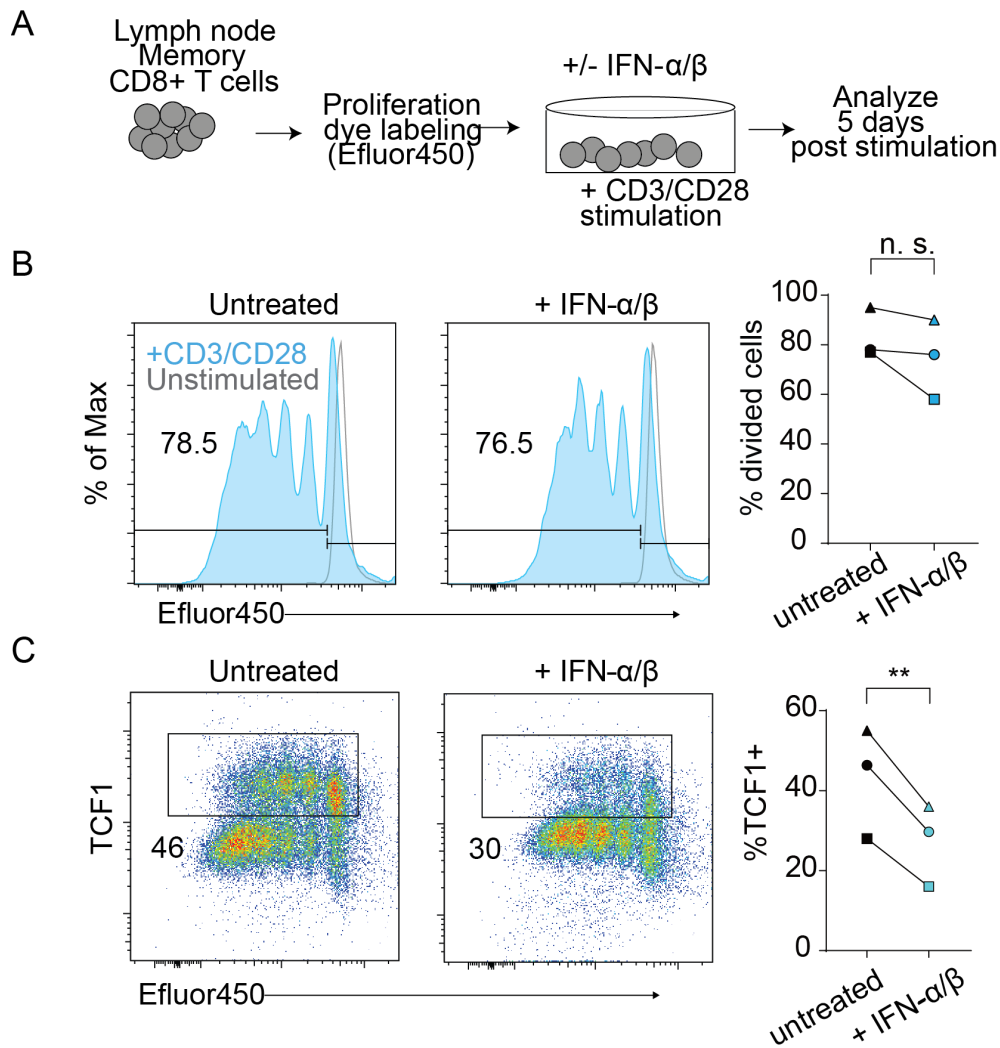 A
Lymph node
Memory
CD8+ T cells
Proliferation
dye labeling
(Efluor450)
+/- IFN-α/β
+ CD3/CD28
stimulation
Analyze
5 days
post stimulation
B
Untreated
+ IFN-α/β
+CD3/CD28
Unstimulated
78.5
76.5
% of Max
Efluor450
n. s.
% divided cells
100
80
60
40
20
0
untreated
+ IFN-α/β
C
Untreated
+ IFN-α/β
TCF1
46
30
Efluor450
**
%TCF1+
60
40
20
0
untreated
+ IFN-α/β